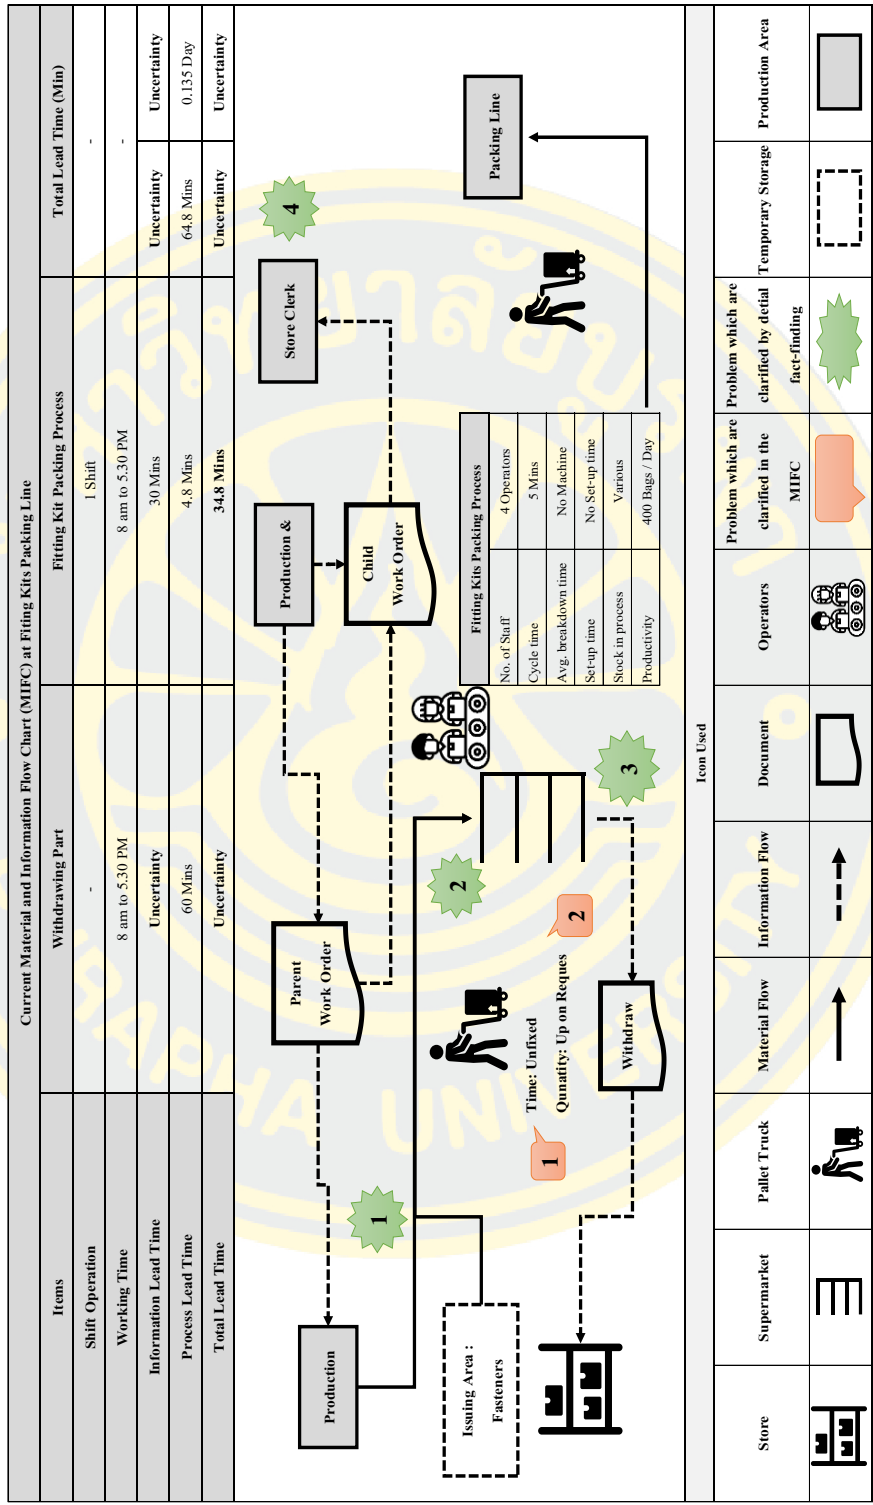 Current Material and Information Flow Chart (MIFC) at Fiting Kits Packing Line
Items
Withdrawing Part
Fitting Kit Packing Process
Total Lead Time (Min)
Shift Operation
-
1 Shift
-
Working Time
8 am to 5.30 PM
8 am to 5.30 PM
-
Information Lead Time
Uncertainty
30 Mins
Uncertainty
Uncertainty
Process Lead Time
60 Mins
4.8 Mins
64.8 Mins
0.135 Day
Total Lead Time
Uncertainty
34.8 Mins
Uncertainty
Uncertainty
Production
Parent
Work Order
Production &
Store Clerk
4
Child
Work Order
1
Issuing Area :
Fasteners
2
3
Time: Unfixed
Qunatity: Up on Reques
1
2
Withdraw
Fitting Kits Packing Process
No. of Staff
4 Operators
Cycle time
5 Mins
Avg. breakdown time
No Machine
Set-up time
No Set-up time
Stock in process
Various
Productivity
400 Bags / Day
Packing Line
Icon Used
Store
Supermarket
Pallet Truck
Material Flow
Information Flow
Document
Operators
Problem which are
clarified in the
MIFC
Problem which are
clarified by detial
fact-finding
Temporary Storage
Production Area
RAPHA UNIVERSITY